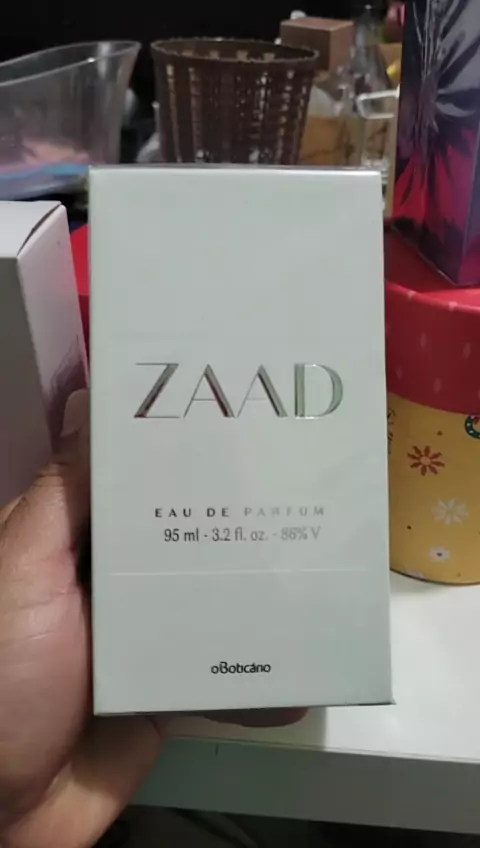 ZAAD
EAU DE PARFUM
95 ml - 3.2 fl. oz. - 86% V
oBoticário